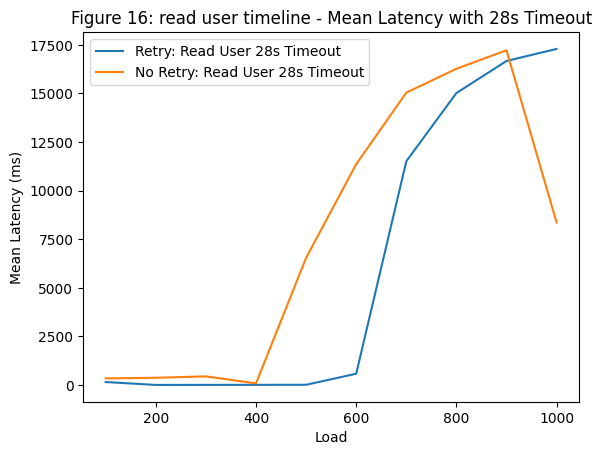 Figure 16: read user timeline - Mean Latency with 28s Timeout
Retry: Read User 28s Timeout
No Retry: Read User 28s Timeout
Mean Latency (ms)
17500
15000
12500
10000
7500
5000
2500
0
200
400
600
800
1000
Load